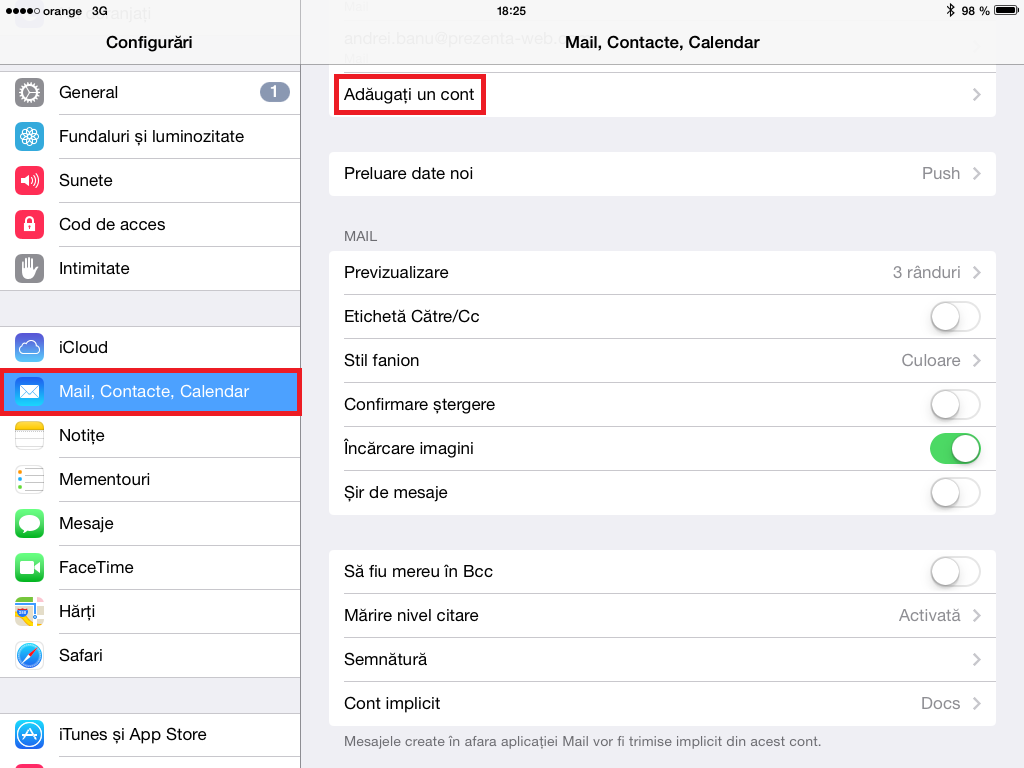 orange 3G
18:25
98 %
Configurări
General
1
Fundaluri și luminozitate
Sunete
Cod de acces
Intimitate
iCloud
Mail, Contacte, Calendar
Notițe
Mementouri
Mesaje
FaceTime
Hărți
Safari
iTunes și App Store
andrei.banu@prezenta-web.
Mail, Contacte, Calendar
Adăugați un cont
Preluare date noi Push
MAIL
Previzualizare 3 rânduri
Etichetă Către/Cc
Stil fanion Culoare
Confirmare ștergere
Încărcare imagini
Șir de mesaje
Să fiu mereu în Bcc
Mărire nivel citare Activată
Semnătură
Cont implicit Docs
Mesajele create în afara aplicației Mail vor fi trimise implicit din acest cont.